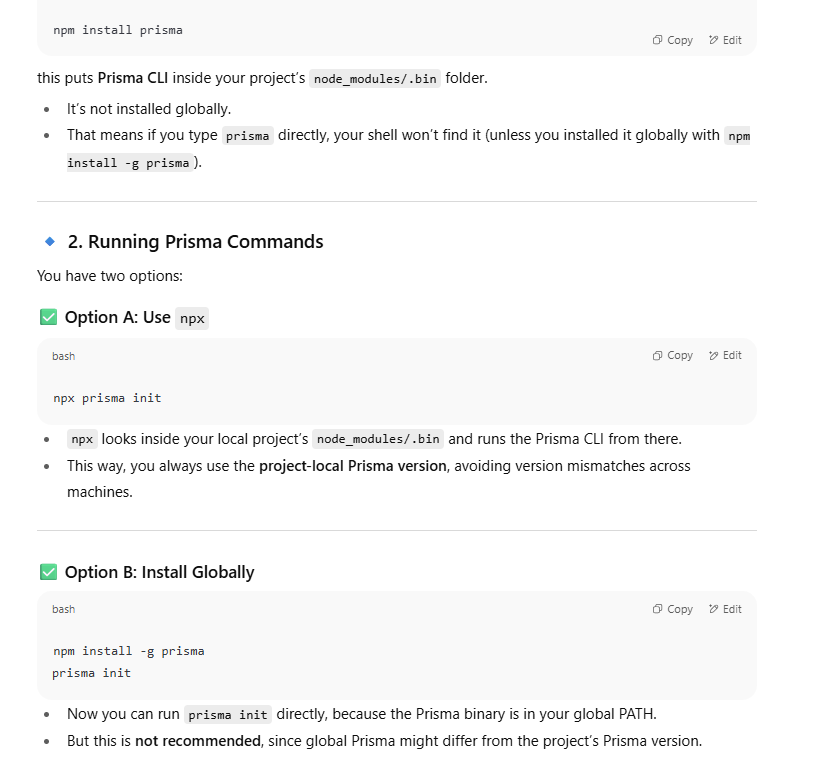 npm install prisma
Copy Edit
this puts Prisma CLI inside your project’s node_modules/.bin folder.
• It’s not installed globally.
• That means if you type prisma directly, your shell won’t find it (unless you installed it globally with npm
install -g prisma ).
2. Running Prisma Commands
You have two options:
Option A: Use npx
bash
Copy Edit
npx prisma init
• npx looks inside your local project’s node_modules/.bin and runs the Prisma CLI from there.
• This way, you always use the project-local Prisma version, avoiding version mismatches across
machines.
Option B: Install Globally
bash
Copy Edit
npm install -g prisma
prisma init
• Now you can run prisma init directly, because the Prisma binary is in your global PATH.
• But this is not recommended, since global Prisma might differ from the project’s Prisma version.